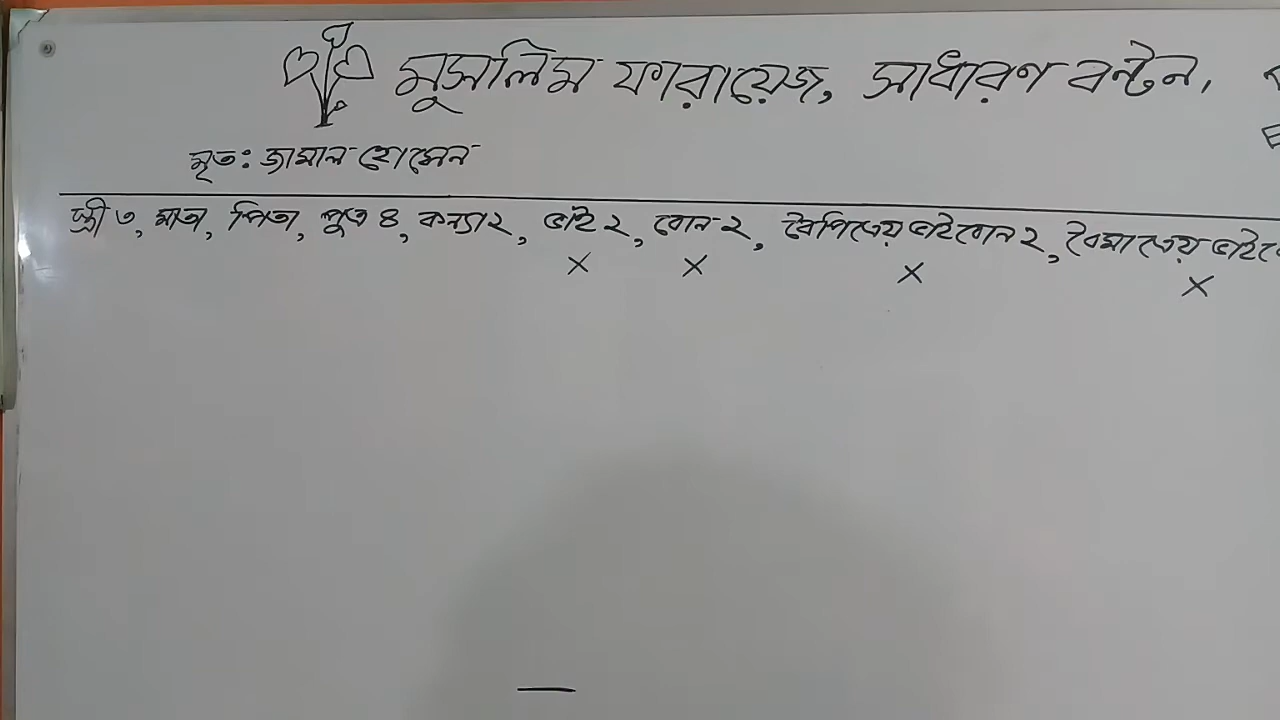 মুসলিম ফারায়েজ, সাধারণ বন্টন,
মৃত: জামাল হোসেন
স্ত্রী ৩, মাতা, পিতা, পুত্র ৪, কন্যা ২, ভাই ২, বোন ২, বৈপিত্রেয় ভাইবোন ২, বৈমাত্রেয়
× × × ×